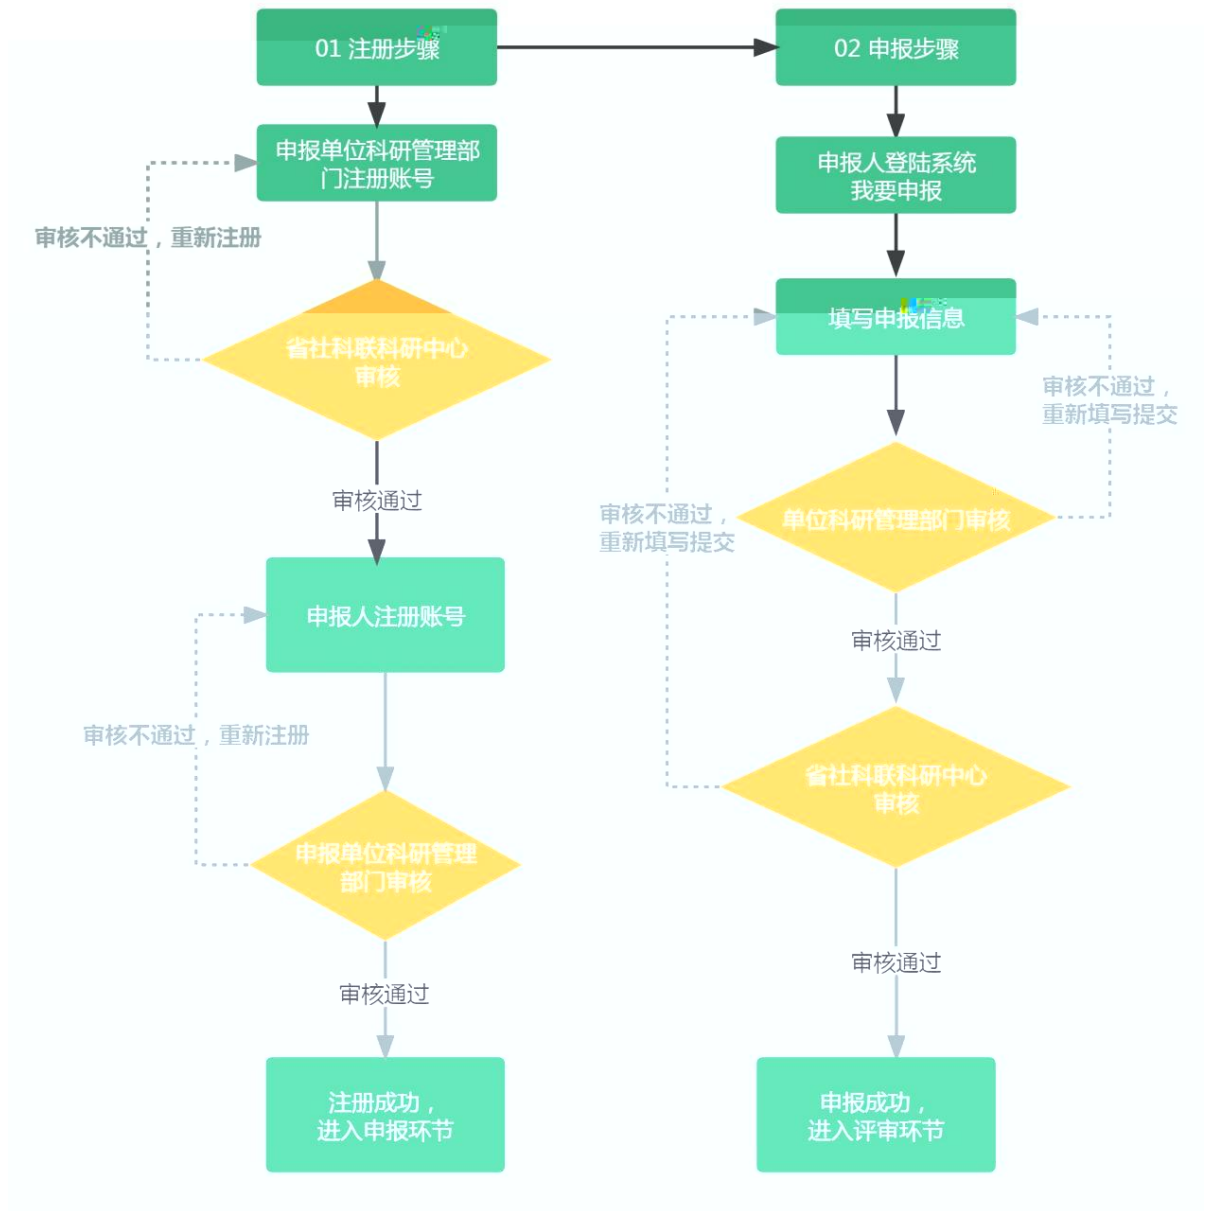 01 注册步骤
申报单位科研管理部
门注册账号
审核不通过，重新注册
省社科联科研中心
审核
审核通过
申报人注册账号
审核不通过，重新注册
申报单位科研管理
部门审核
审核通过
注册成功，
进入申报环节
02 申报步骤
申报人登陆系统
我要申报
填写申报信息
审核不通过，
重新填写提交
单位科研管理部门审核
审核不通过，
重新填写提交
审核通过
省社科联科研中心
审核
审核通过
申报成功，
进入评审环节